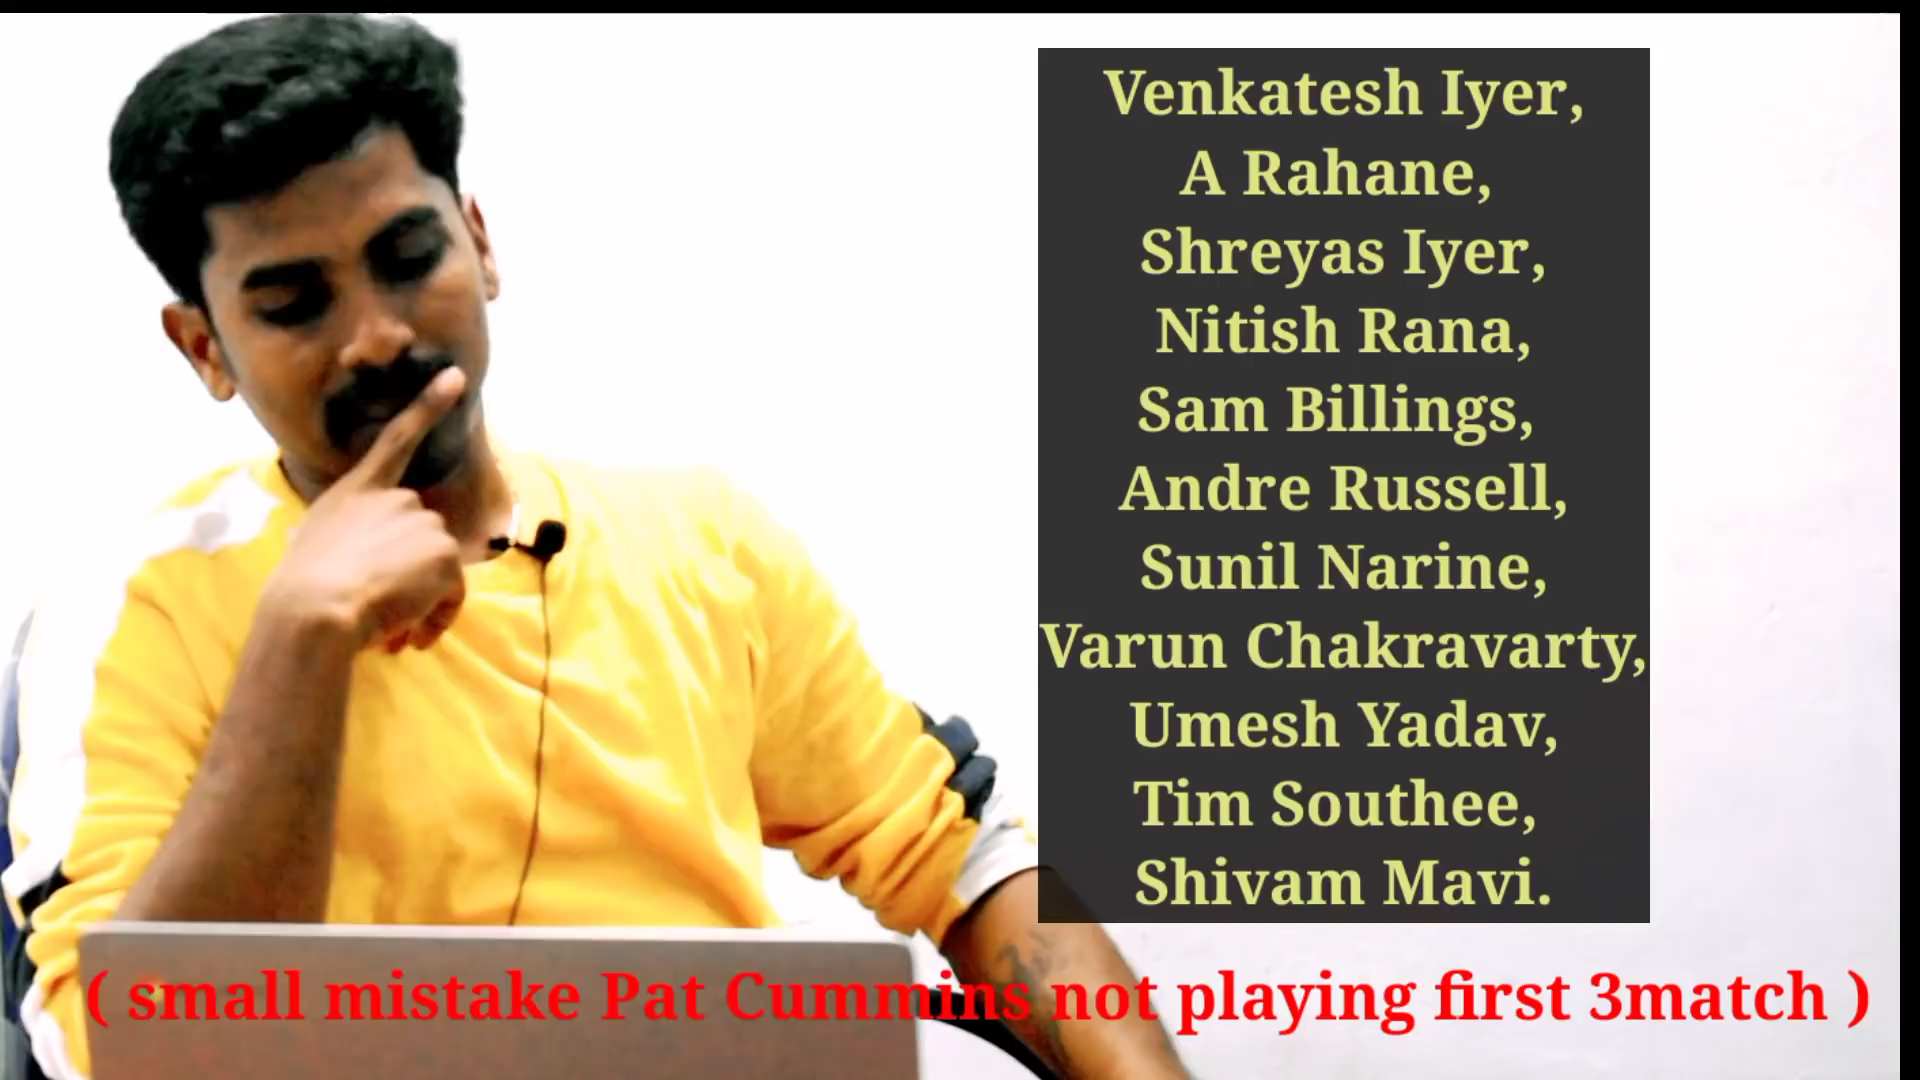 Venkatesh Iyer,
A Rahane,
Shreyas Iyer,
Nitish Rana,
Sam Billings,
Andre Russell,
Sunil Narine,
Varun Chakravarty,
Umesh Yadav,
Tim Southee,
Shivam Mavi.
( small mistake Pat Cummins not playing first 3match )